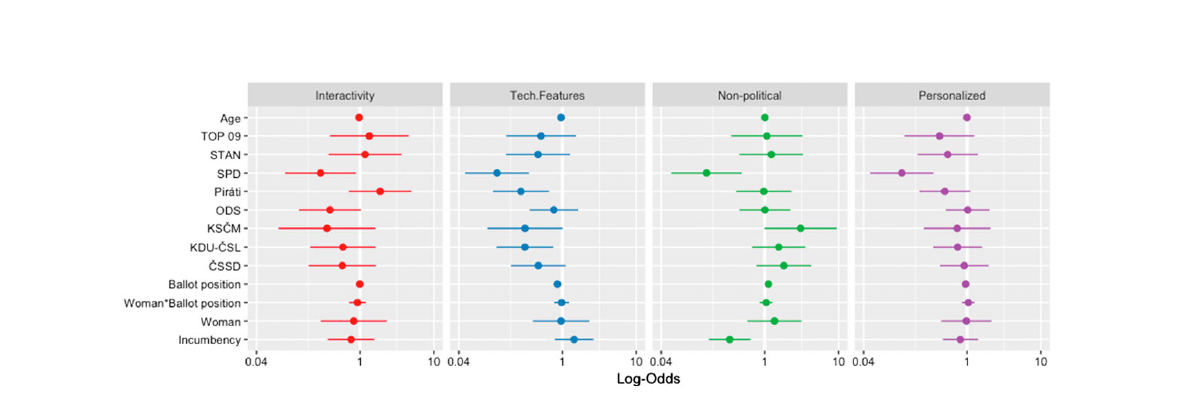 Interactivity Tech.Features Non-political Personalized
Age
TOP 09
STAN
SPD
Piráti
ODS
KSČM
KDU-ČSL
ČSSD
Ballot position
Woman*Ballot position
Woman
Incumbency
0.04 1 10 0.04 1 10 0.04 1 10 0.04 1 10
Log-Odds